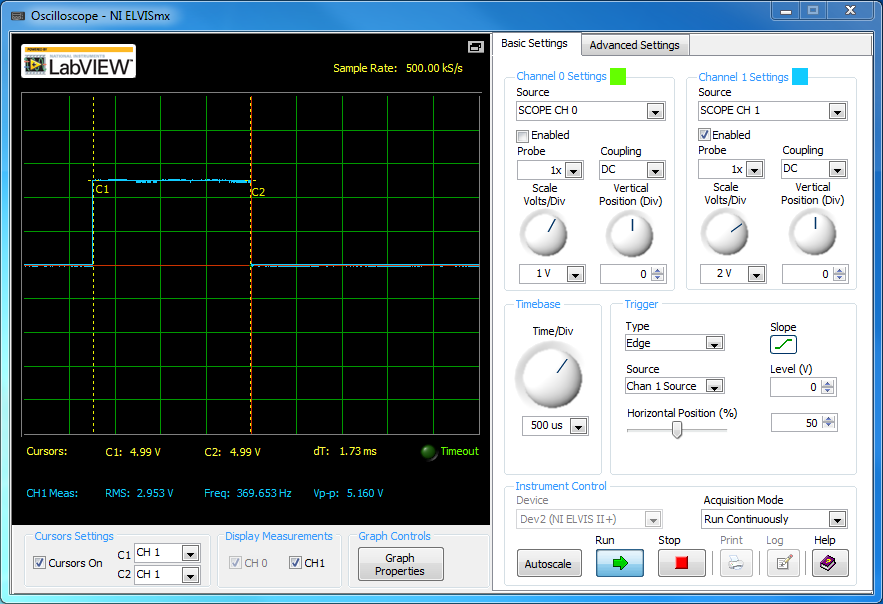 Oscilloscope - NI ELVISmx
POWERED BY
NATIONAL INSTRUMENTS
LabVIEW™
Sample Rate: 500.00 kS/s
C1
C2
Cursors: C1: 4.99 V C2: 4.99 V dT: 1.73 ms Timeout
CH1 Meas: RMS: 2.953 V Freq: 369.653 Hz Vp-p: 5.160 V
Cursors Settings
Cursors On
C1 CH 1
C2 CH 1
Display Measurements
CH 0 CH1
Graph Controls
Graph
Properties
Basic Settings Advanced Settings
Channel 0 Settings
Source
SCOPE CH 0
Enabled
Probe Coupling
1x DC
Scale Vertical
Volts/Div Position (Div)
1 V 0
Channel 1 Settings
Source
SCOPE CH 1
Enabled
Probe Coupling
1x DC
Scale Vertical
Volts/Div Position (Div)
2 V 0
Timebase
Time/Div
500 us
Trigger
Type Slope
Edge
Source Level (V)
Chan 1 Source 0
Horizontal Position (%)
50
Instrument Control
Device Acquisition Mode
Dev2 (NI ELVIS II+) Run Continuously
Run Stop Print Log Help
Autoscale